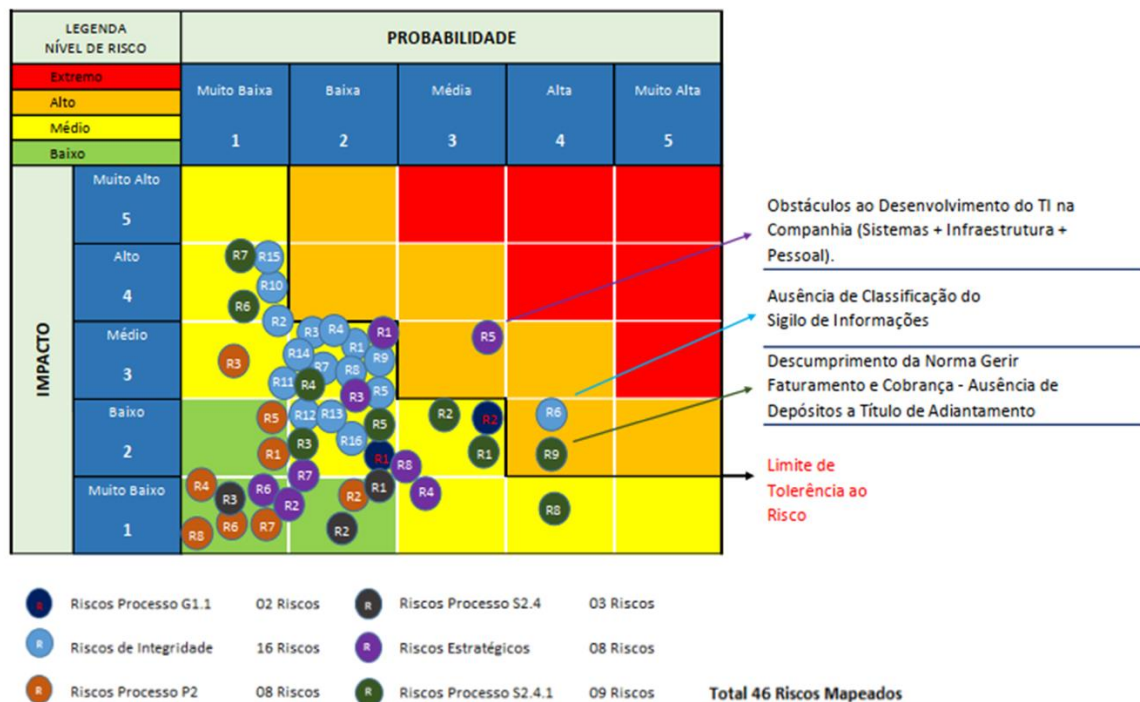 LEGENDA
NÍVEL DE RISCO
PROBABILIDADE
Extremo
Alto
Médio
Baixo
Muito Baixa
1
Baixa
2
Média
3
Alta
4
Muito Alta
5
IMPACTO
Muito Alto
5
Alto
4
Médio
3
Baixo
2
Muito Baixo
1
R7 R15
R10
R6
R2
R3 R4 R1 R5
R14 R1 R9
R3 R7 R8
R11 R4 R5
R3
R5 R12 R13 R5 R2 R2 R6
R3 R16
R1 R1 R1 R9
R8
R7
R4 R3 R6 R2 R2 R1 R4
R8 R6 R7 R2 R8
Obstáculos ao Desenvolvimento do TI na
Companhia (Sistemas + Infraestrutura +
Pessoal).
Ausência de Classificação do
Sigilo de Informações
Descumprimento da Norma Gerir
Faturamento e Cobrança - Ausência de
Depósitos a Título de Adiantamento
Limite de
Tolerência ao
Risco
R Riscos Processo G1.1 02 Riscos R Riscos Processo S2.4 03 Riscos
R Riscos de Integridade 16 Riscos R Riscos Estratégicos 08 Riscos
R Riscos Processo P2 08 Riscos R Riscos Processo S2.4.1 09 Riscos Total 46 Riscos Mapeados